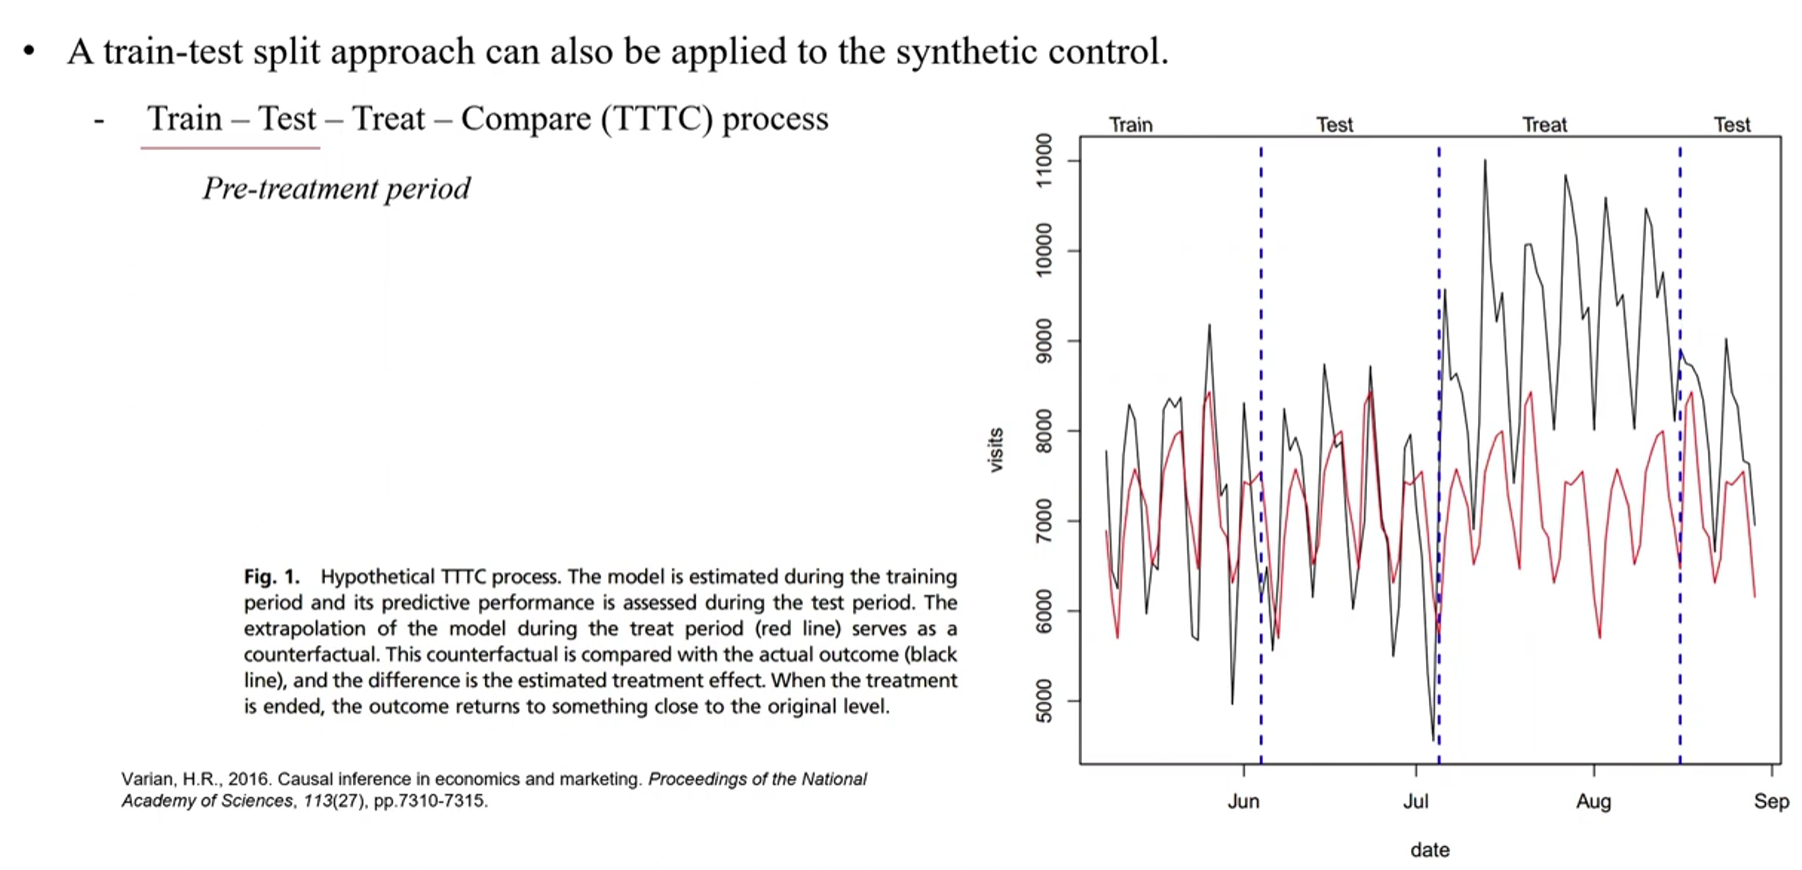 • A train-test split approach can also be applied to the synthetic control.
- Train – Test – Treat – Compare (TTTC) process
Pre-treatment period
Fig. 1. Hypothetical TTTC process. The model is estimated during the training
period and its predictive performance is assessed during the test period. The
extrapolation of the model during the treat period (red line) serves as a
counterfactual. This counterfactual is compared with the actual outcome (black
line), and the difference is the estimated treatment effect. When the treatment
is ended, the outcome returns to something close to the original level.
Varian, H.R., 2016. Causal inference in economics and marketing. Proceedings of the National
Academy of Sciences, 113(27), pp.7310-7315.
Train Test Treat Test
11000
10000
9000
8000
7000
6000
5000
visits
Jun Jul Aug Sep
date